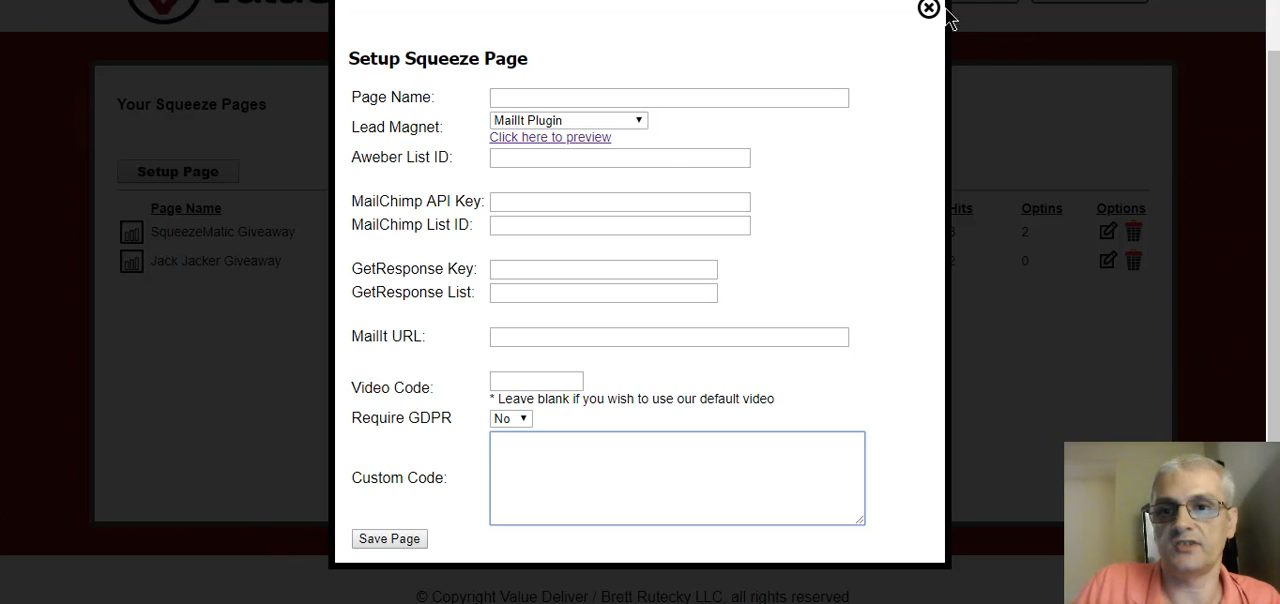 Setup Squeeze Page
Page Name:
Lead Magnet: MailIt Plugin
Click here to preview
Aweber List ID:
MailChimp API Key:
MailChimp List ID:
GetResponse Key:
GetResponse List:
MailIt URL:
Video Code:
* Leave blank if you wish to use our default video
Require GDPR No
Custom Code:
Save Page
Your Squeeze Pages
Setup Page
Page Name Hits Optins Options
SqueezeMatic Giveaway 2
Jack Jacker Giveaway 2 0
© Copyright Value Deliver / Brett Rutecky LLC, all rights reserved